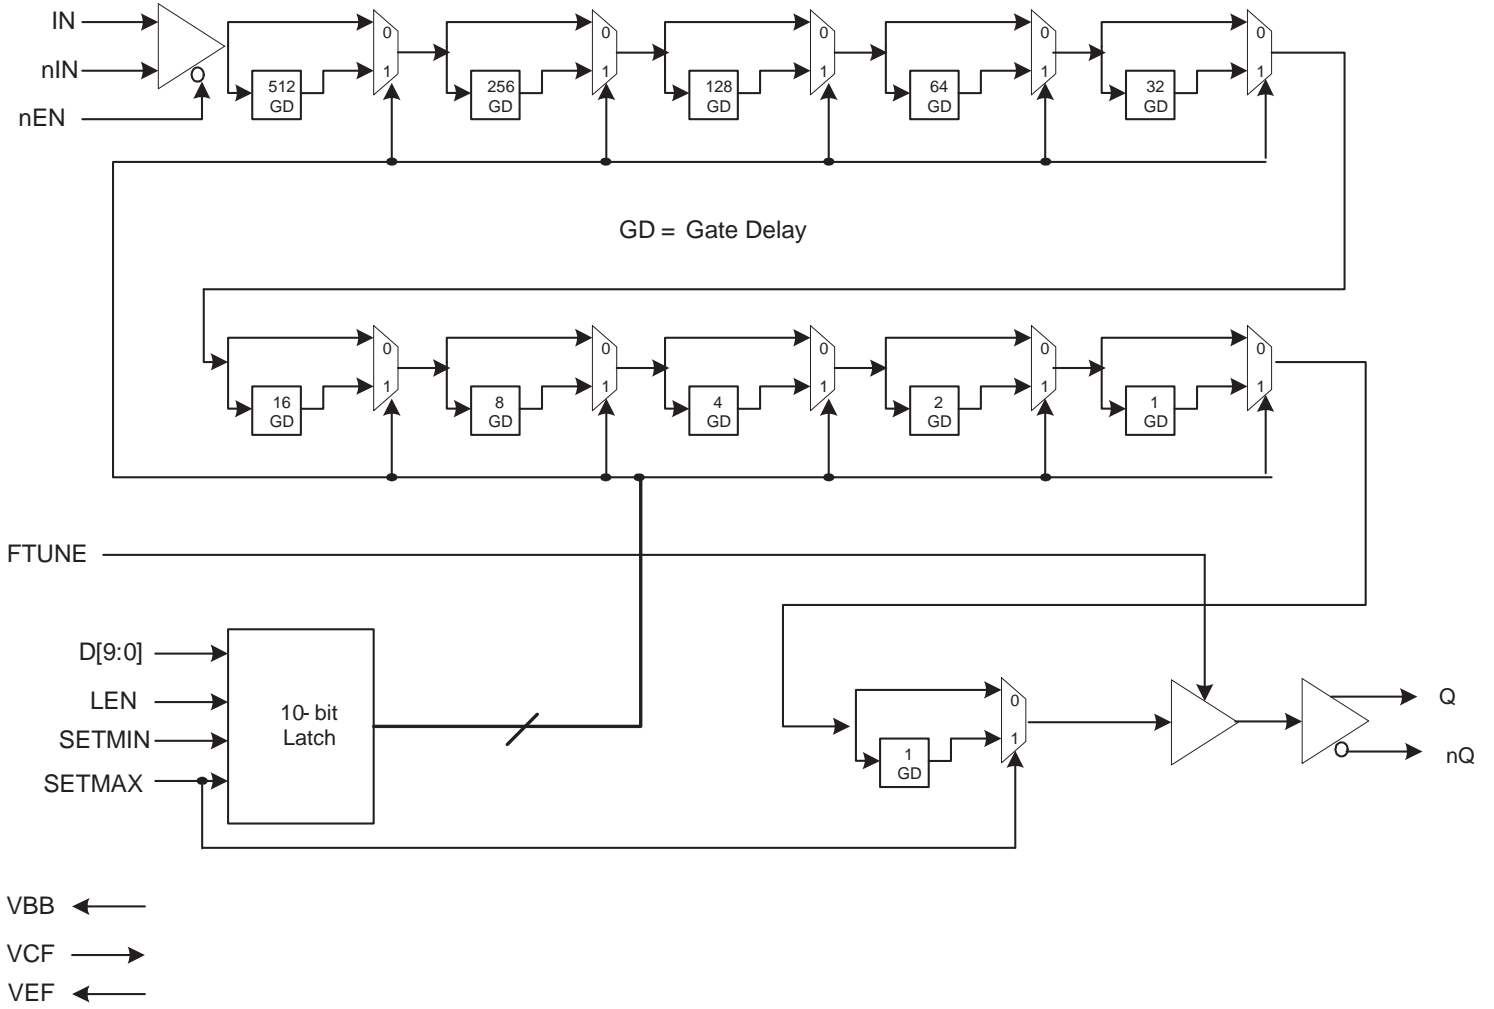 IN
nIN
nEN
0
1
512
GD
0
1
256
GD
0
1
128
GD
0
1
64
GD
0
1
32
GD
GD = Gate Delay
0
1
16
GD
0
1
8
GD
0
1
4
GD
0
1
2
GD
0
1
1
GD
FTUNE
D[9:0]
LEN
SETMIN
SETMAX
10- bit
Latch
0
1
1
GD
Q
nQ
VBB
VCF
VEF